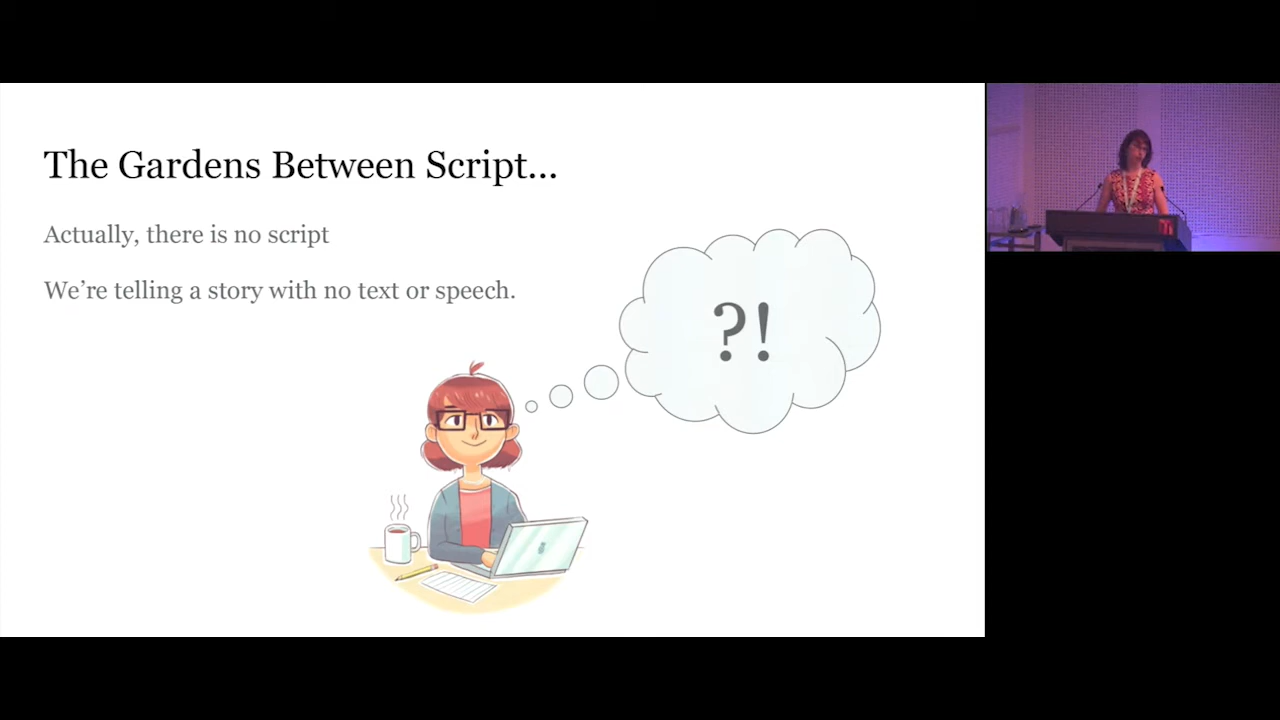 The Gardens Between Script...
Actually, there is no script
We’re telling a story with no text or speech.
?!